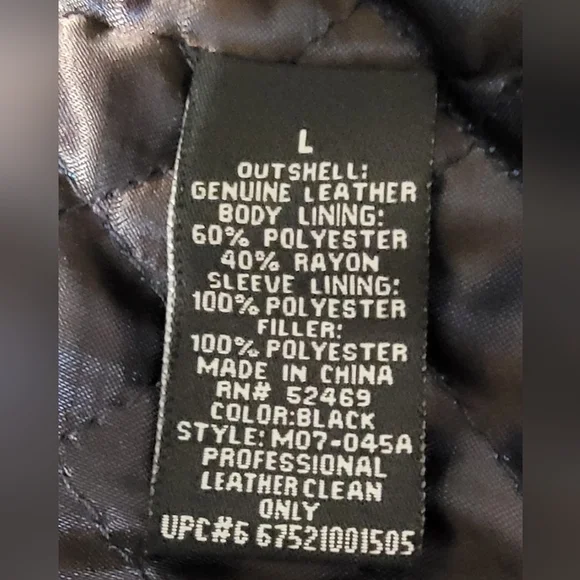 L
OUTSHELL:
GENUINE LEATHER
BODY LINING:
60% POLYESTER
40% RAYON
SLEEVE LINING:
100% POLYESTER
FILLER:
100% POLYESTER
MADE IN CHINA
RN# 52469
COLOR:BLACK
STYLE: M07-045A
PROFESSIONAL
LEATHER CLEAN
ONLY
UPC#6 67521001505